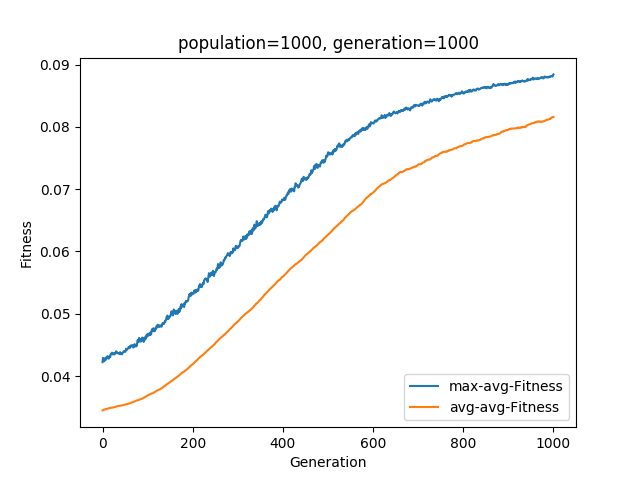 population=1000, generation=1000
0.09
0.08
0.07
0.06
0.05
0.04
Fitness
max-avg-Fitness
avg-avg-Fitness
0 200 400 600 800 1000
Generation